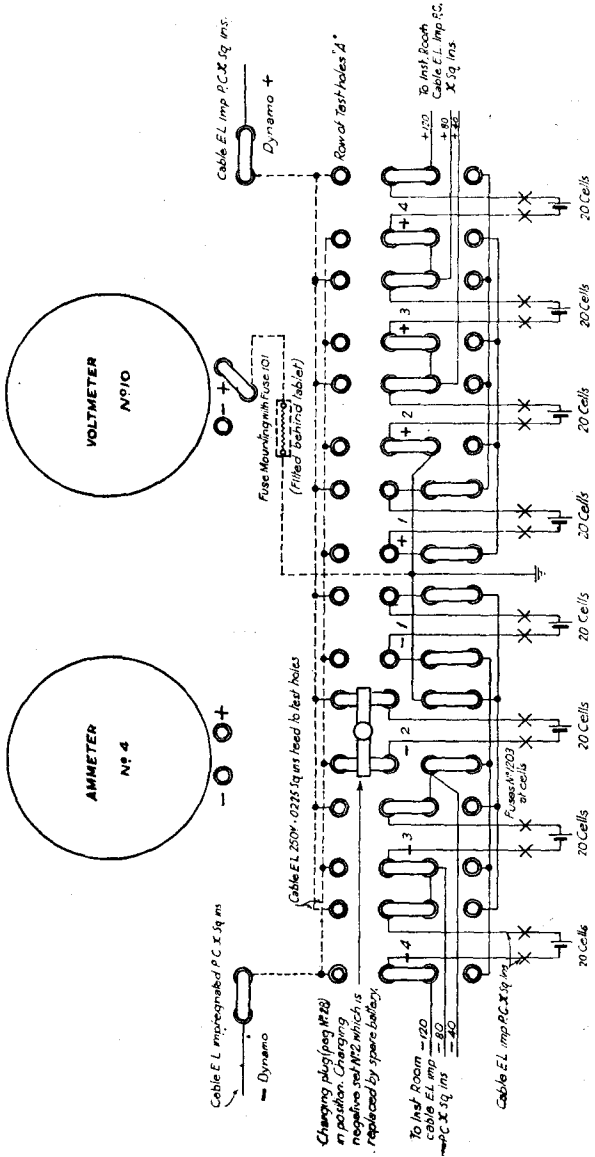 Cable E L impregnated P.C. X Sq ins
— Dynamo
AMMETER
Nº 4
- +
VOLTMETER
Nº 10
- +
Cable E L Imp P.C. X Sq. ins.
Dynamo +
Cable E L 250ᵂ·0225 Sq ins teed to test holes
Fuse Mounting with Fuse 101
(Fitted behind tablet)
Row of Test holes "A"
Charging plug (peg Nº 28)
in position. Charging
negative set Nº 2 which is
replaced by spare battery.
- 4
- 3
- 2
- 1
+ 1
+ 2
+ 3
+ 4
To Inst Room
cable E L imp
P C X Sq ins
-120
- 80
- 40
+120
+ 80
+ 40
To Inst. Room
Cable E.L. Imp P.C.
X Sq ins.
Fuses Nº 1203
at cells
Cable E L imp P.C. X Sq ins
20 Cells
20 Cells
20 Cells
20 Cells
20 Cells
20 Cells
20 Cells
20 Cells